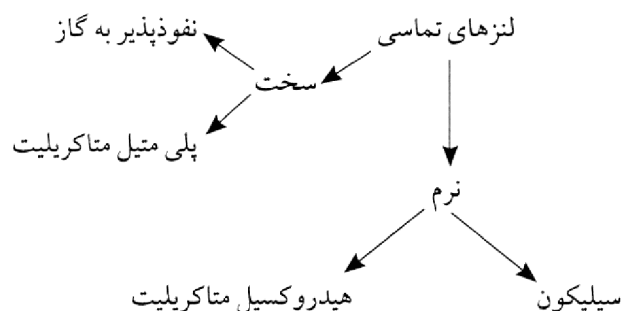 لنزهای تماسی
نفوذپذیر به گاز
سخت
پلی متیل متاکریلیت
نرم
سیلیکون
هیدروکسیل متاکریلیت